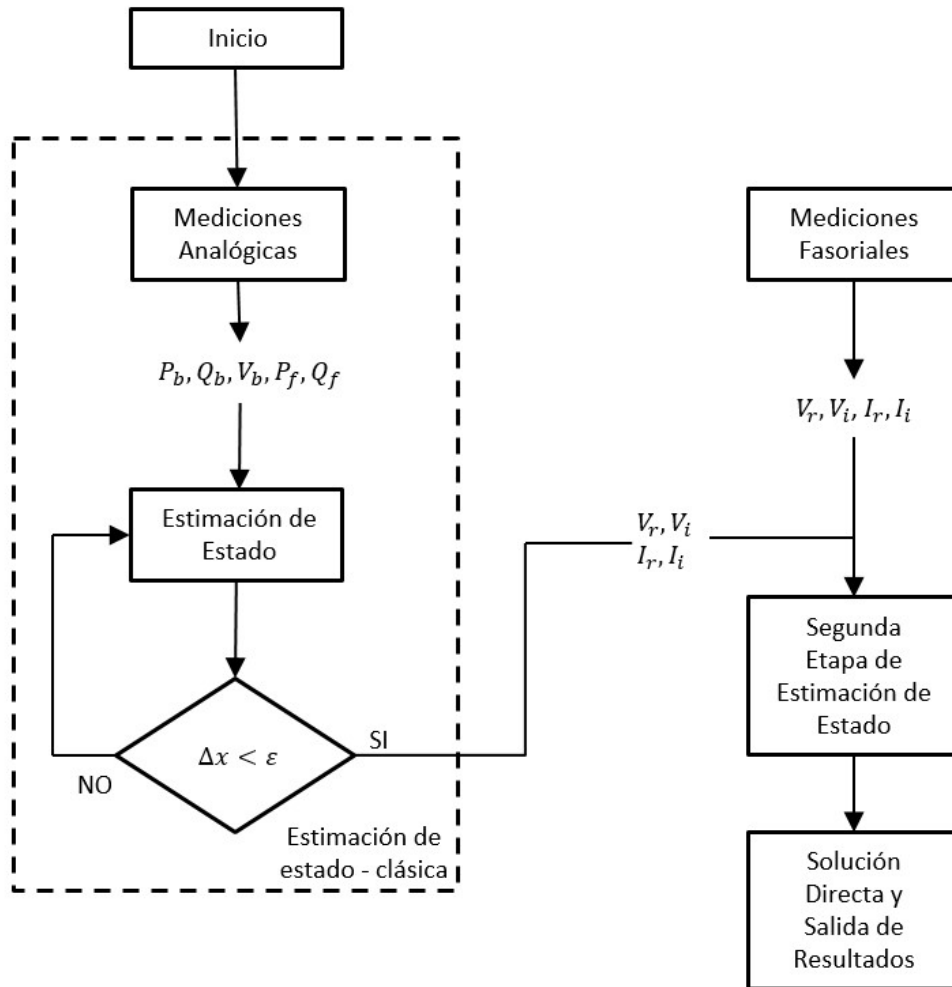 Inicio
Mediciones
Analógicas
P_b, Q_b, V_b, P_f, Q_f
Estimación de
Estado
Δx < ε
SI
NO
Estimación de
estado - clásica
Mediciones
Fasoriales
V_r, V_i, I_r, I_i
V_r, V_i
I_r, I_i
Segunda
Etapa de
Estimación de
Estado
Solución
Directa y
Salida de
Resultados